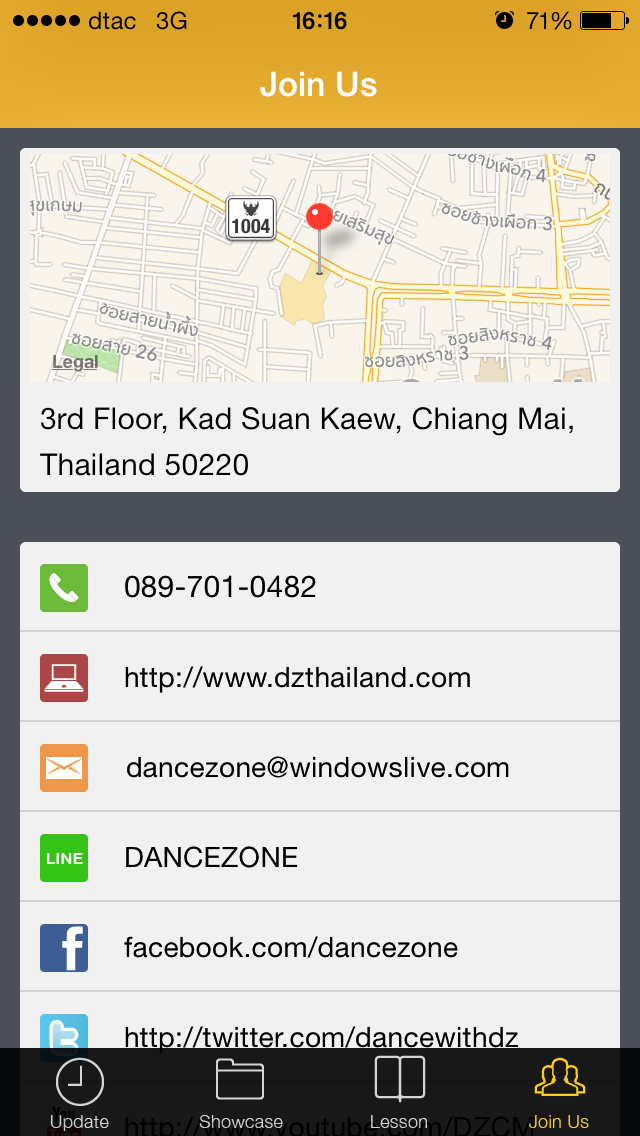 dtac 3G 16:16 71%
Join Us
ซอยช้างเผือก 4
สุขเกษม
1004
ซอยช้างเผือก 3
ยเสริมสุข
ซอยสายน้ำผึ้ง
ซอยสาย 26
ซอยสิงหราช 4
ซอยสิงหราช 3
Legal
3rd Floor, Kad Suan Kaew, Chiang Mai,
Thailand 50220
089-701-0482
http://www.dzthailand.com
dancezone@windowslive.com
LINE DANCEZONE
f facebook.com/dancezone
http://twitter.com/dancewithdz
You http://www.youtube.com/DZCM
Update Showcase Lesson Join Us